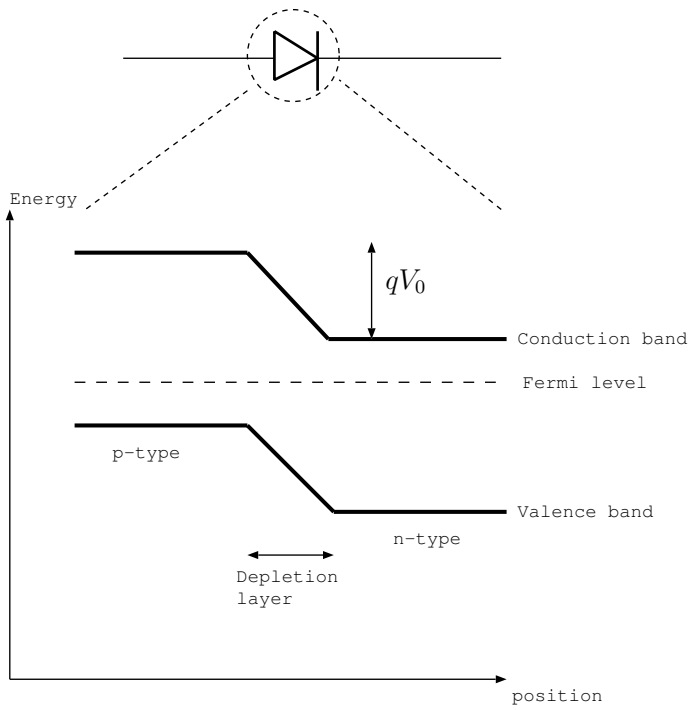 Energy
qV₀
Conduction band
Fermi level
p-type
Valence band
n-type
Depletion
layer
position